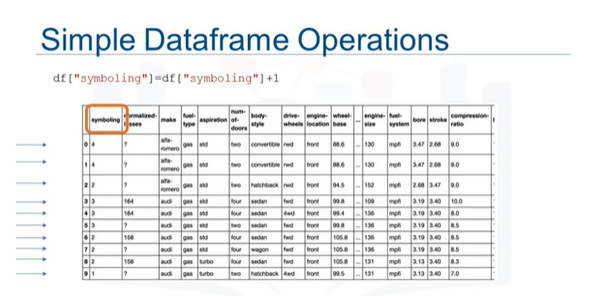 Simple Dataframe Operations
df["symboling"]=df["symboling"]+1
symboling normalized-losses make fuel-type aspiration num-of-doors body-style drive-wheels engine-location wheel-base ... engine-size fuel-system bore stroke compression-ratio
0 4 ? alfa-romero gas std two convertible rwd front 88.6 ... 130 mpfi 3.47 2.68 9.0
1 4 ? alfa-romero gas std two convertible rwd front 88.6 ... 130 mpfi 3.47 2.68 9.0
2 2 ? alfa-romero gas std two hatchback rwd front 94.5 ... 152 mpfi 2.68 3.47 9.0
3 3 164 audi gas std four sedan fwd front 99.8 ... 109 mpfi 3.19 3.40 10.0
4 3 164 audi gas std four sedan 4wd front 99.4 ... 136 mpfi 3.19 3.40 8.0
5 3 ? audi gas std two sedan fwd front 99.8 ... 136 mpfi 3.19 3.40 8.5
6 2 158 audi gas std four sedan fwd front 105.8 ... 136 mpfi 3.19 3.40 8.5
7 2 ? audi gas std four wagon fwd front 105.8 ... 136 mpfi 3.19 3.40 8.5
8 2 158 audi gas turbo four sedan fwd front 105.8 ... 131 mpfi 3.13 3.40 8.3
9 1 ? audi gas turbo two hatchback 4wd front 99.5 ... 131 mpfi 3.13 3.40 7.0